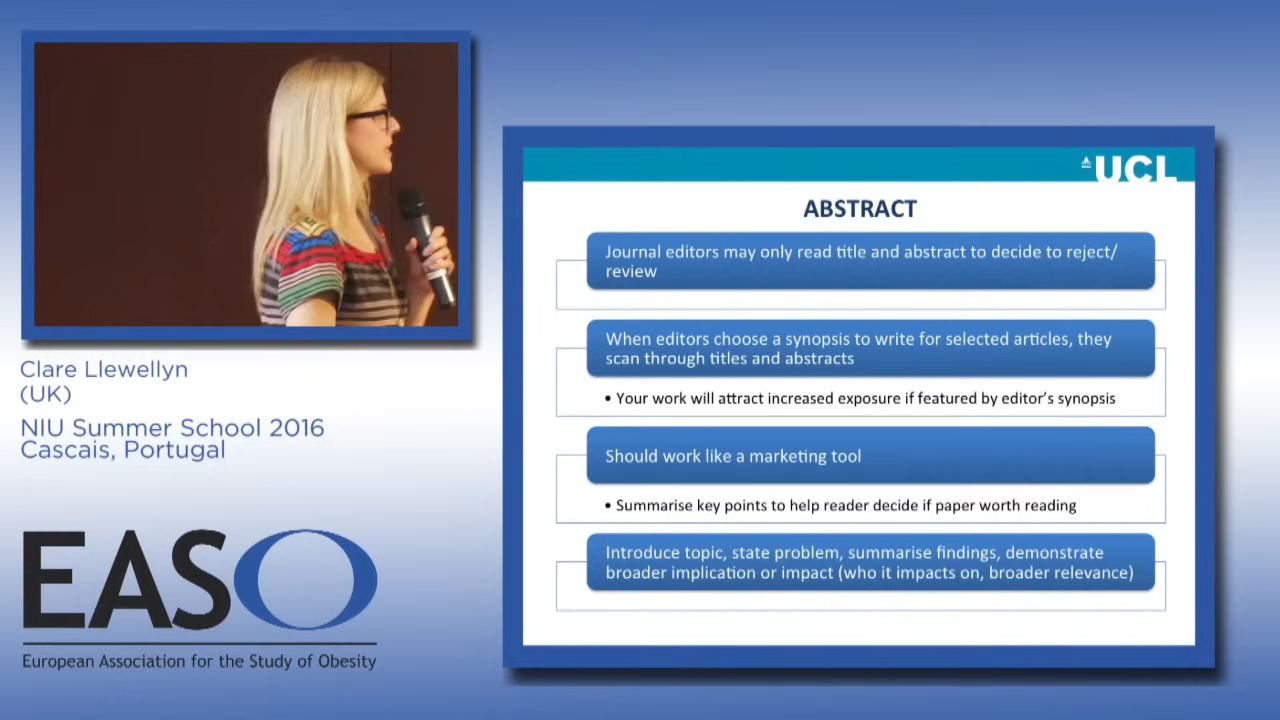 Clare Llewellyn
(UK)
NIU Summer School 2016
Cascais, Portugal
EASO
European Association for the Study of Obesity
UCL
ABSTRACT
Journal editors may only read title and abstract to decide to reject/
review
When editors choose a synopsis to write for selected articles, they
scan through titles and abstracts
• Your work will attract increased exposure if featured by editor's synopsis
Should work like a marketing tool
• Summarise key points to help reader decide if paper worth reading
Introduce topic, state problem, summarise findings, demonstrate
broader implication or impact (who it impacts on, broader relevance)